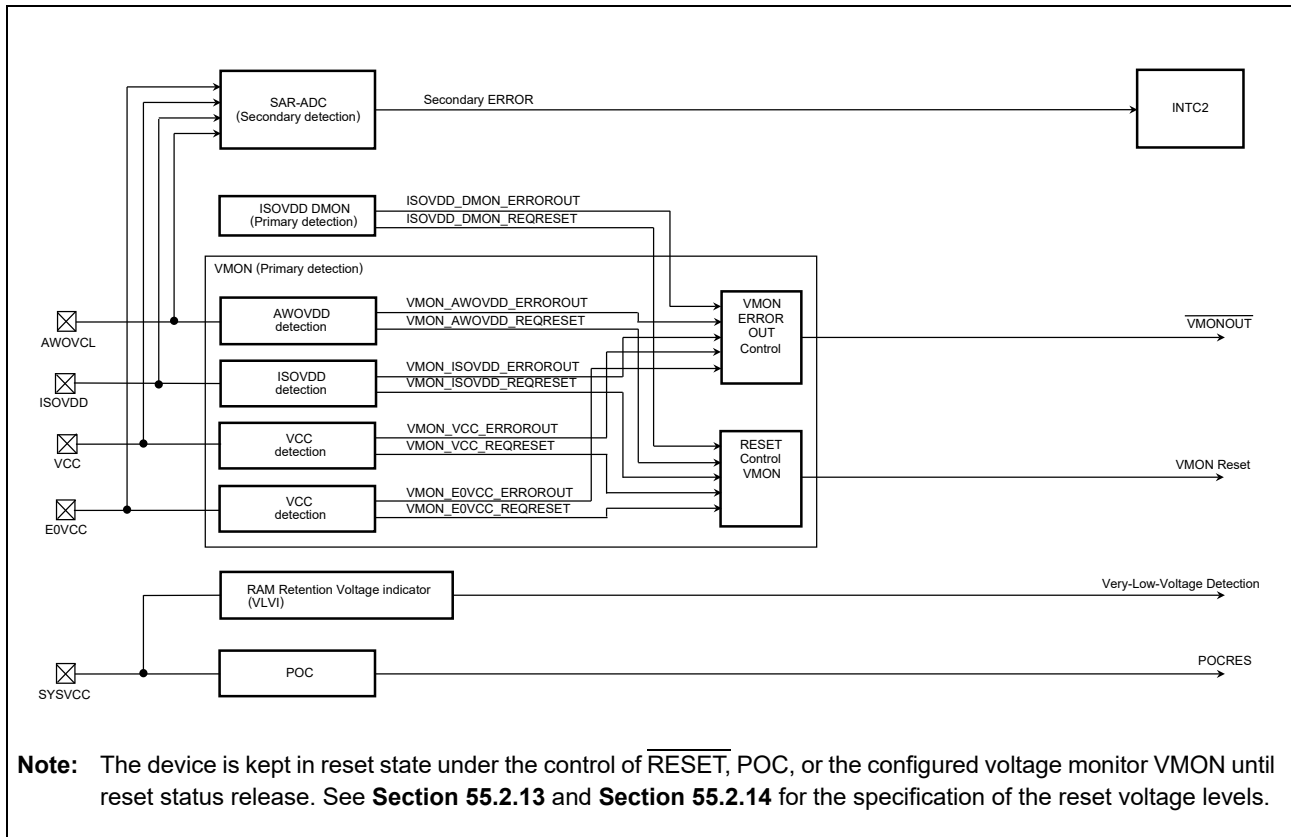 SAR-ADC
(Secondary detection)
Secondary ERROR
INTC2
ISOVDD DMON
(Primary detection)
ISOVDD_DMON_ERROROUT
ISOVDD_DMON_REQRESET
VMON (Primary detection)
AWOVCL
AWOVDD
detection
VMON_AWOVDD_ERROROUT
VMON_AWOVDD_REQRESET
VMON
ERROR
OUT
Control
VMONOUT
ISOVDD
ISOVDD
detection
VMON_ISOVDD_ERROROUT
VMON_ISOVDD_REQRESET
VCC
VCC
detection
VMON_VCC_ERROROUT
VMON_VCC_REQRESET
RESET
Control
VMON
VMON Reset
E0VCC
VCC
detection
VMON_E0VCC_ERROROUT
VMON_E0VCC_REQRESET
RAM Retention Voltage indicator
(VLVI)
Very-Low-Voltage Detection
SYSVCC
POC
POCRES
Note: The device is kept in reset state under the control of RESET, POC, or the configured voltage monitor VMON until
reset status release. See Section 55.2.13 and Section 55.2.14 for the specification of the reset voltage levels.